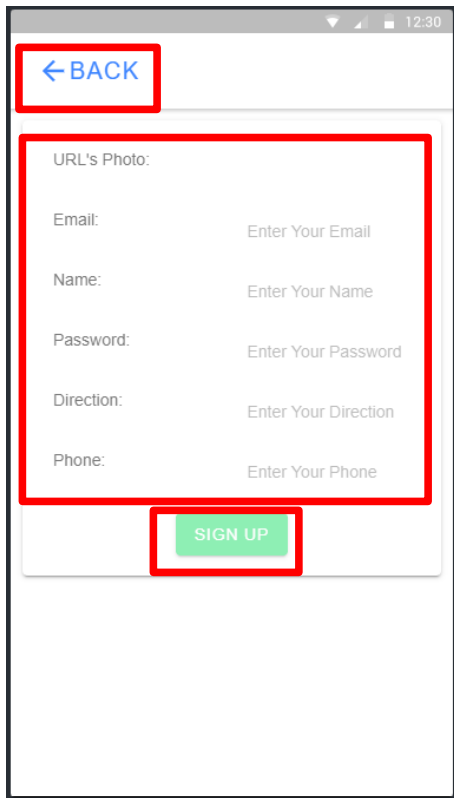 12:30
BACK
URL's Photo:
Email:
Enter Your Email
Name:
Enter Your Name
Password:
Enter Your Password
Direction:
Enter Your Direction
Phone:
Enter Your Phone
SIGN UP